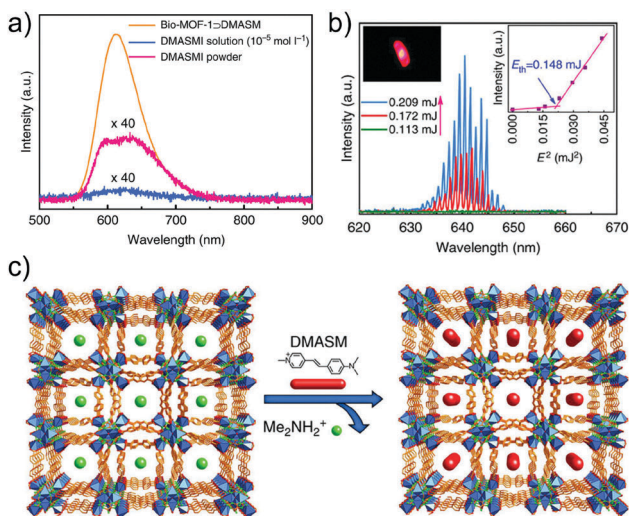 a)
Intensity (a.u.)
Bio-MOF-1⊃DMASM
DMASMI solution (10⁻⁵ mol l⁻¹)
DMASMI powder
x 40
x 40
500 600 700 800 900
Wavelength (nm)
b)
Intensity (a.u.)
0.209 mJ
0.172 mJ
0.113 mJ
Intensity (a.u.)
Eth=0.148 mJ
0.000 0.015 0.030 0.045
E² (mJ²)
620 630 640 650 660 670
Wavelength (nm)
c)
DMASM
N
+
N
Me₂NH₂⁺